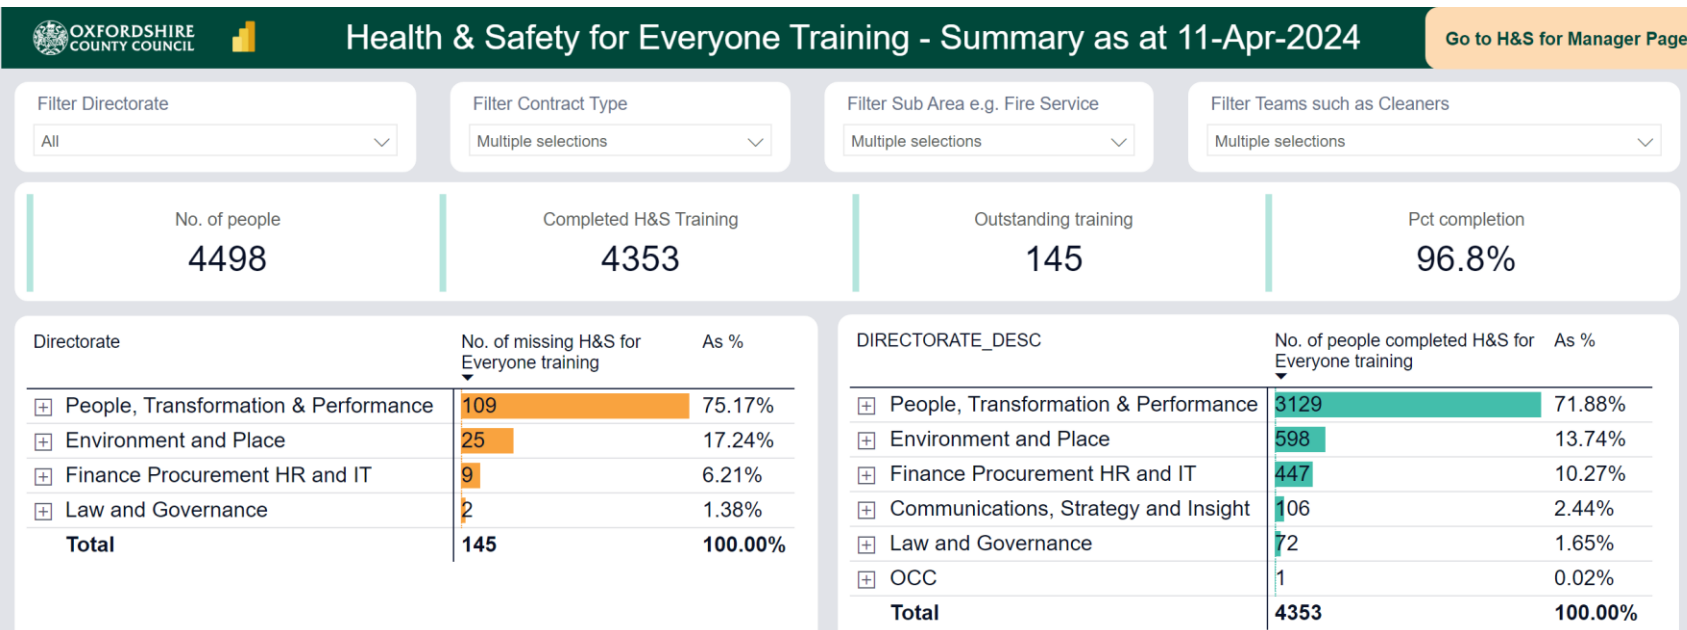 OXFORDSHIRE
COUNTY COUNCIL
Health & Safety for Everyone Training - Summary as at 11-Apr-2024
Go to H&S for Manager Page
Filter Directorate
All
Filter Contract Type
Multiple selections
Filter Sub Area e.g. Fire Service
Multiple selections
Filter Teams such as Cleaners
Multiple selections
No. of people
4498
Completed H&S Training
4353
Outstanding training
145
Pct completion
96.8%
Directorate No. of missing H&S for As %
Everyone training
People, Transformation & Performance 109 75.17%
Environment and Place 25 17.24%
Finance Procurement HR and IT 9 6.21%
Law and Governance 2 1.38%
Total 145 100.00%
DIRECTORATE_DESC No. of people completed H&S for As %
Everyone training
People, Transformation & Performance 3129 71.88%
Environment and Place 598 13.74%
Finance Procurement HR and IT 447 10.27%
Communications, Strategy and Insight 106 2.44%
Law and Governance 72 1.65%
OCC 1 0.02%
Total 4353 100.00%